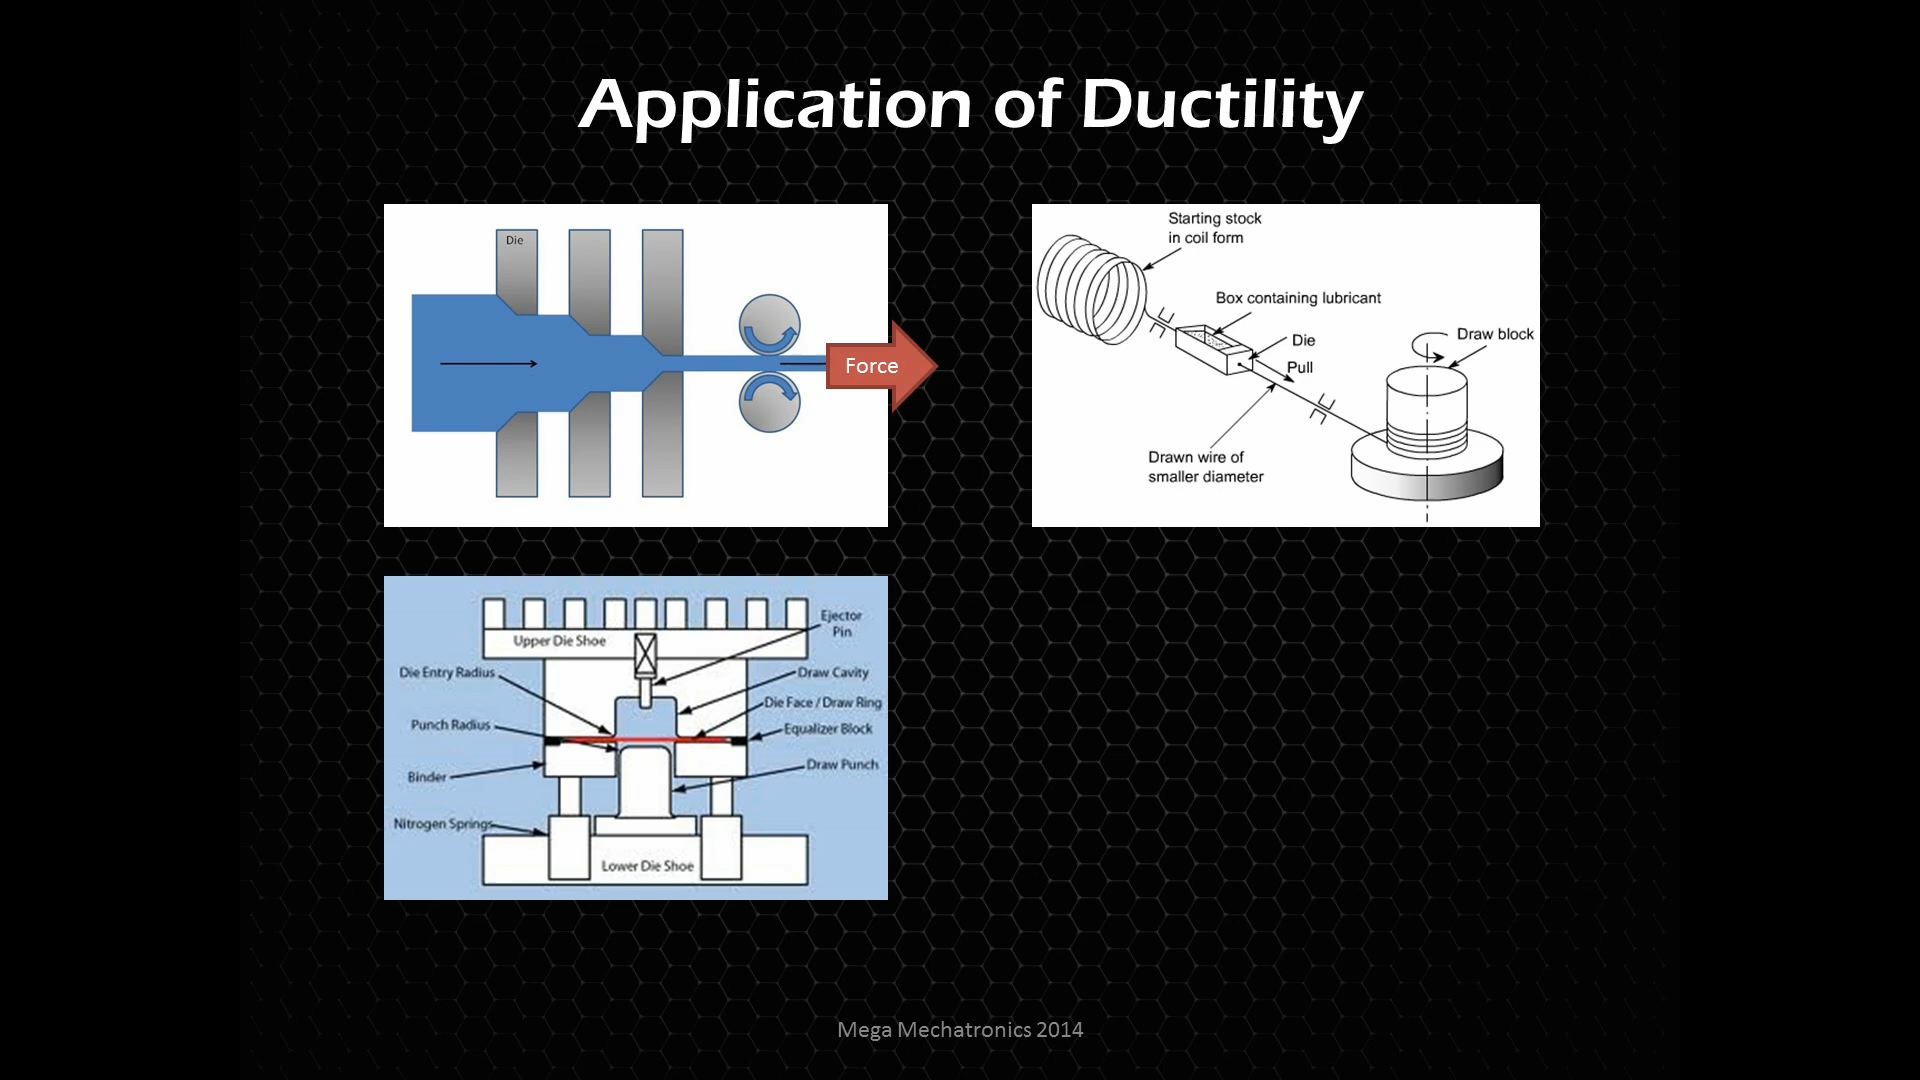 Application of Ductility
Die
Force
Starting stock
in coil form
Box containing lubricant
Die
Pull
Draw block
Drawn wire of
smaller diameter
Ejector
Pin
Upper Die Shoe
Die Entry Radius
Draw Cavity
Die Face / Draw Ring
Punch Radius
Equalizer Block
Draw Punch
Binder
Nitrogen Springs
Lower Die Shoe
Mega Mechatronics 2014